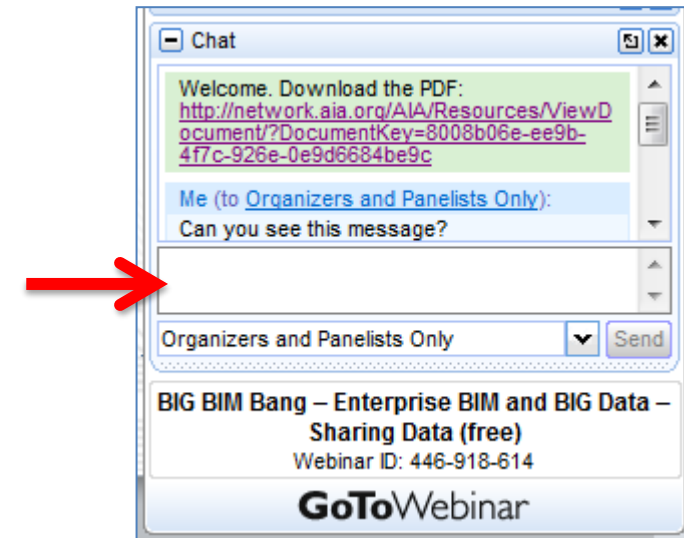 Chat
Welcome. Download the PDF:
http://network.aia.org/AIA/Resources/ViewD
ocument/?DocumentKey=8008b06e-ee9b-
4f7c-926e-0e9d6684be9c
Me (to Organizers and Panelists Only):
Can you see this message?
Organizers and Panelists Only
Send
BIG BIM Bang – Enterprise BIM and BIG Data –
Sharing Data (free)
Webinar ID: 446-918-614
GoToWebinar